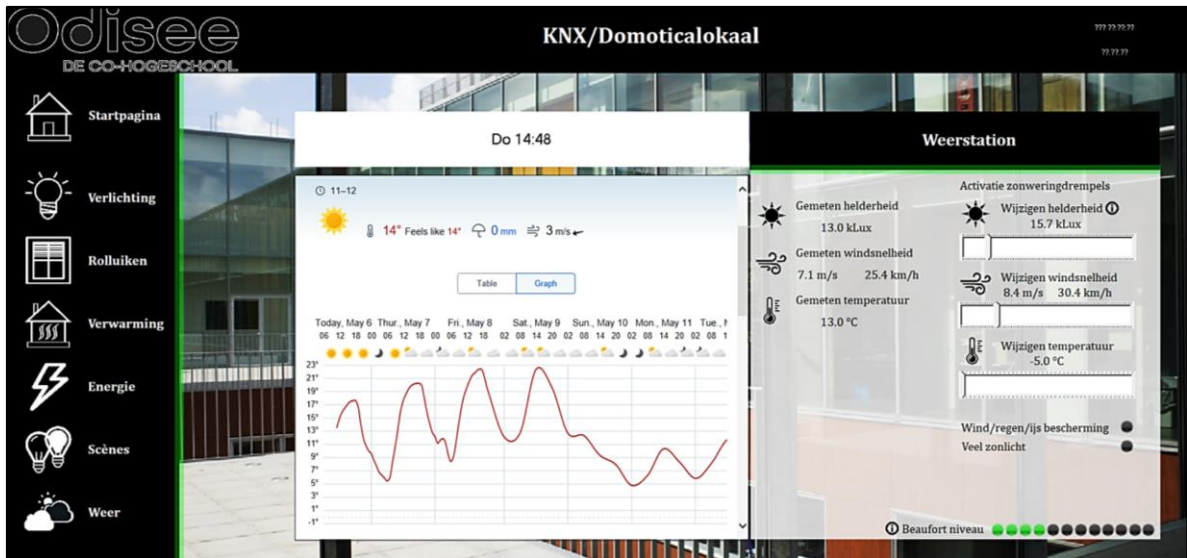 Odisee
DE CO-HOGESCHOOL
KNX/Domoticalokaal
??? ??:??:??
??.??.??
Startpagina
Verlichting
Rolluiken
Verwarming
Energie
Scènes
Weer
Do 14:48
11–12
14° Feels like 14° 0 mm 3 m/s
Table Graph
Today, May 6 Thur., May 7 Fri., May 8 Sat., May 9 Sun., May 10 Mon., May 11 Tue.,
06 12 18 00 06 12 18 00 06 12 18 02 08 14 20 02 08 14 20 02 08 14 20 02 08 1
23°
21°
19°
17°
15°
13°
11°
9°
7°
5°
3°
1°
-1°
Weerstation
Gemeten helderheid
13.0 kLux
Gemeten windsnelheid
7.1 m/s 25.4 km/h
Gemeten temperatuur
13.0 °C
Activatie zonweringdrempels
Wijzigen helderheid
15.7 kLux
Wijzigen windsnelheid
8.4 m/s 30.4 km/h
Wijzigen temperatuur
-5.0 °C
Wind/regen/ijs bescherming
Veel zonlicht
Beaufort niveau